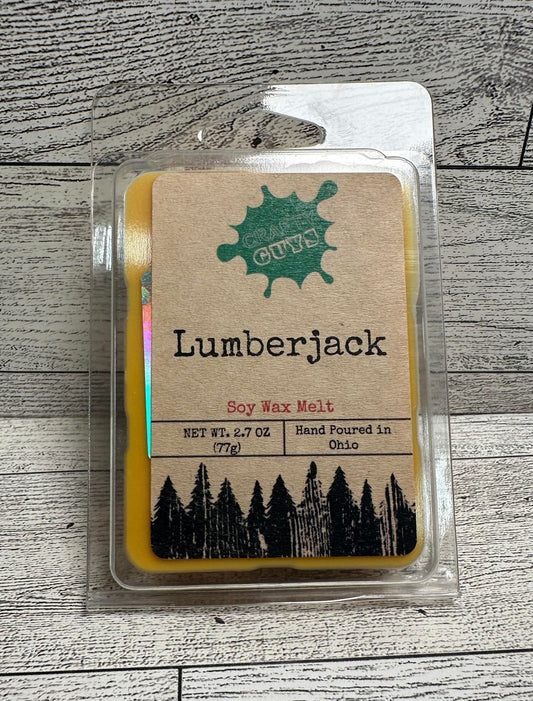 CRAFTY
GUYS
Lumberjack
Soy Wax Melt
NET WT. 2.7 OZ
(77g)
Hand Poured in
Ohio